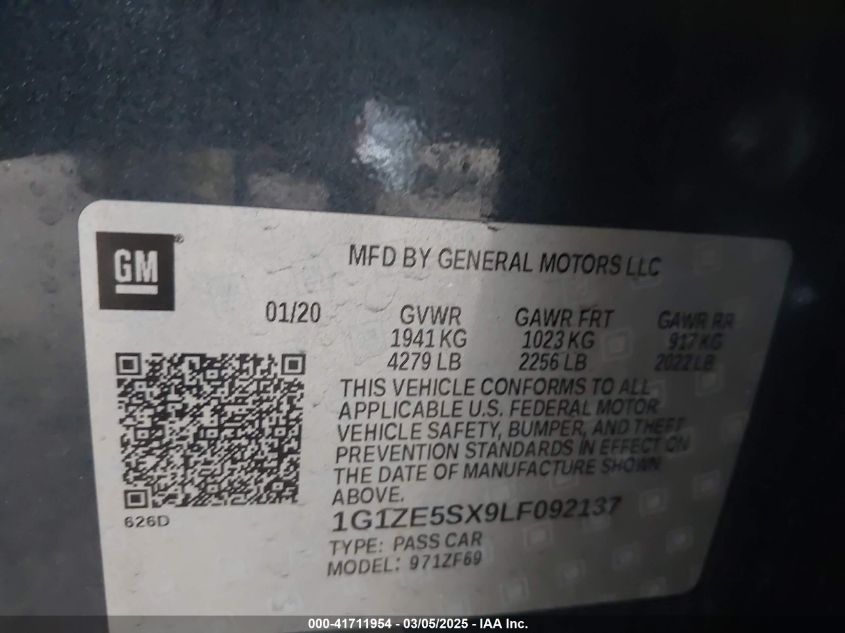 GM®
MFD BY GENERAL MOTORS LLC
01/20 GVWR GAWR FRT GAWR RR
1941 KG 1023 KG 917 KG
4279 LB 2256 LB 2022 LB
THIS VEHICLE CONFORMS TO ALL
APPLICABLE U.S. FEDERAL MOTOR
VEHICLE SAFETY, BUMPER, AND THEFT
PREVENTION STANDARDS IN EFFECT ON
THE DATE OF MANUFACTURE SHOWN
ABOVE.
626D
1G1ZE5SX9LF092137
TYPE: PASS CAR
MODEL: 971ZF69
000-41711954 - 03/05/2025 - IAA Inc.